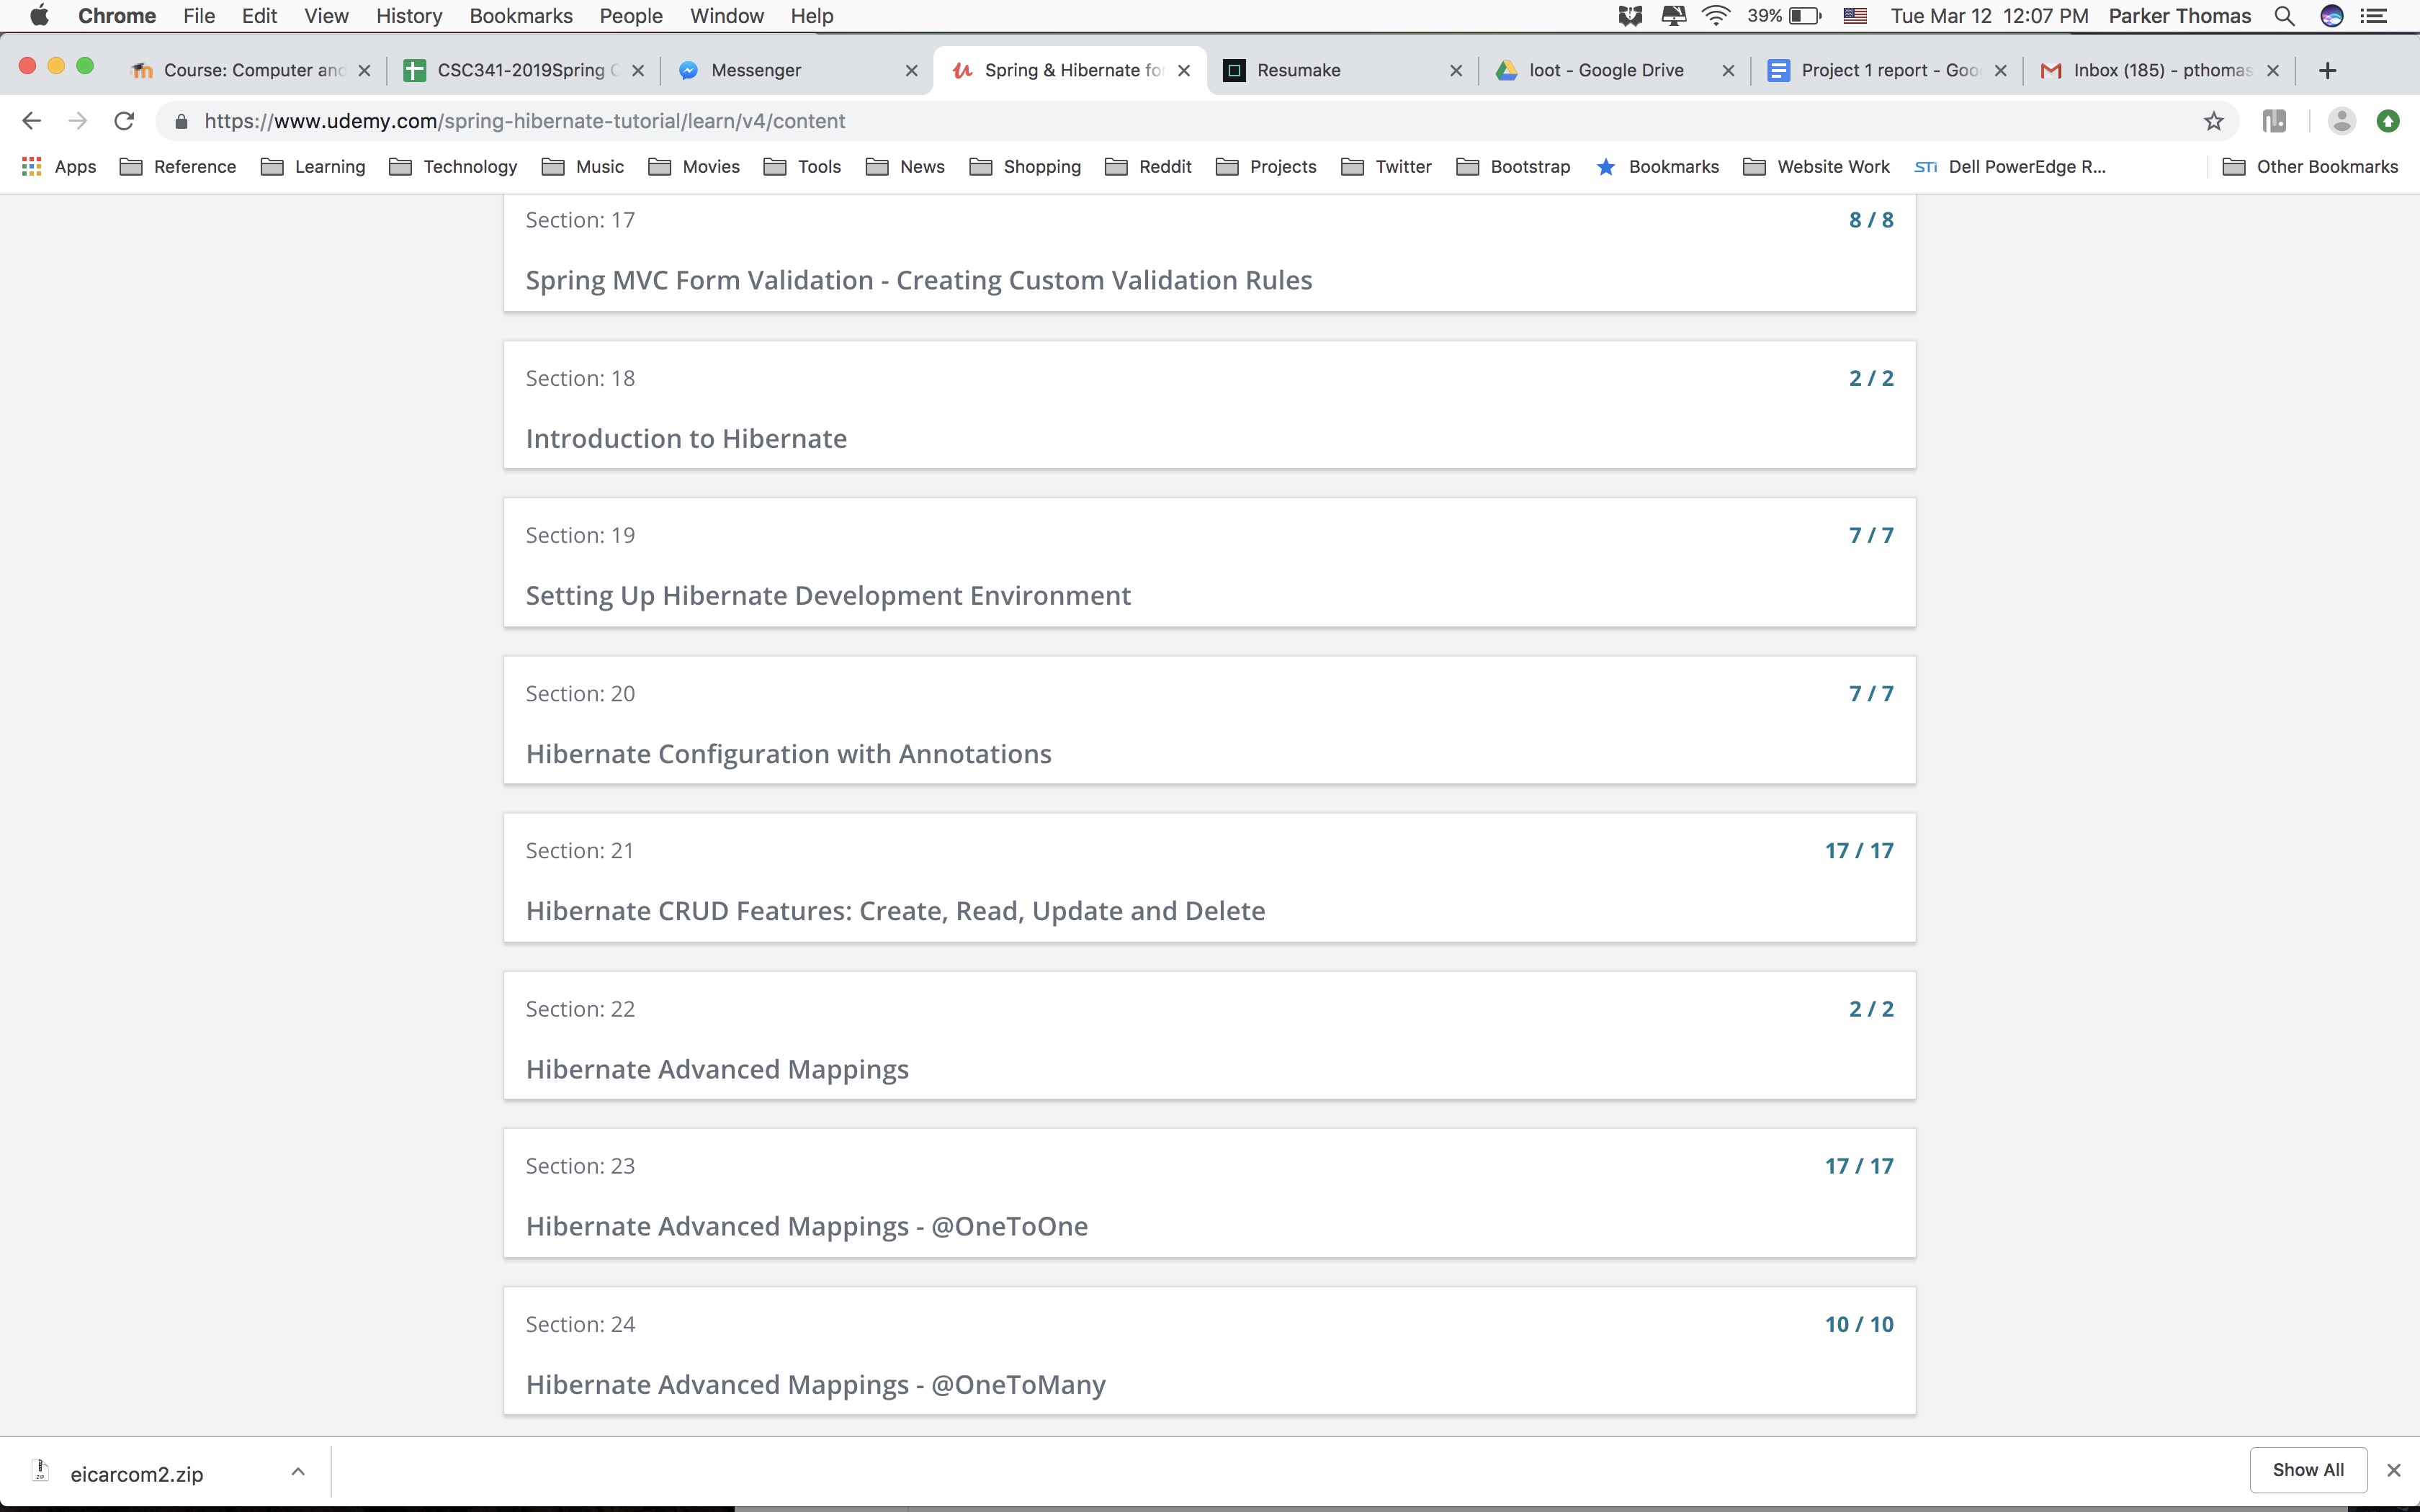 Chrome File Edit View History Bookmarks People Window Help 39% Tue Mar 12 12:07 PM Parker Thomas
Course: Computer and CSC341-2019Spring Messenger Spring & Hibernate for Resumake loot - Google Drive Project 1 report - Goo Inbox (185) - pthomas
https://www.udemy.com/spring-hibernate-tutorial/learn/v4/content
Apps Reference Learning Technology Music Movies Tools News Shopping Reddit Projects Twitter Bootstrap Bookmarks Website Work STi Dell PowerEdge R... Other Bookmarks
Section: 17 8 / 8
Spring MVC Form Validation - Creating Custom Validation Rules
Section: 18 2 / 2
Introduction to Hibernate
Section: 19 7 / 7
Setting Up Hibernate Development Environment
Section: 20 7 / 7
Hibernate Configuration with Annotations
Section: 21 17 / 17
Hibernate CRUD Features: Create, Read, Update and Delete
Section: 22 2 / 2
Hibernate Advanced Mappings
Section: 23 17 / 17
Hibernate Advanced Mappings - @OneToOne
Section: 24 10 / 10
Hibernate Advanced Mappings - @OneToMany
ZIP eicarcom2.zip Show All